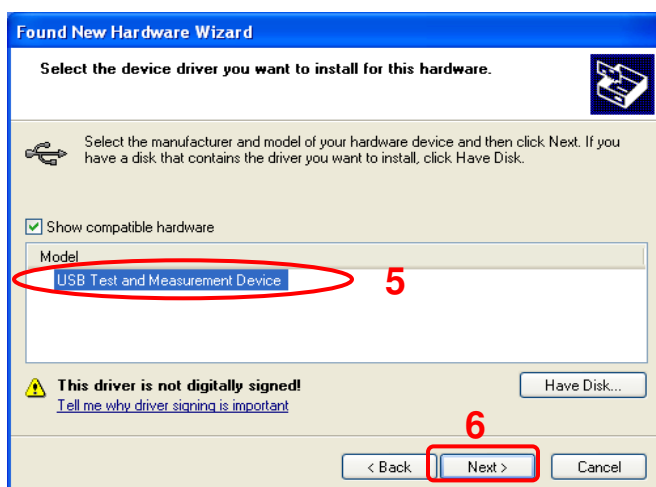 Found New Hardware Wizard
Select the device driver you want to install for this hardware.
Select the manufacturer and model of your hardware device and then click Next. If you
have a disk that contains the driver you want to install, click Have Disk.
Show compatible hardware
Model
USB Test and Measurement Device
5
This driver is not digitally signed!
Have Disk...
Tell me why driver signing is important
6
< Back
Next >
Cancel